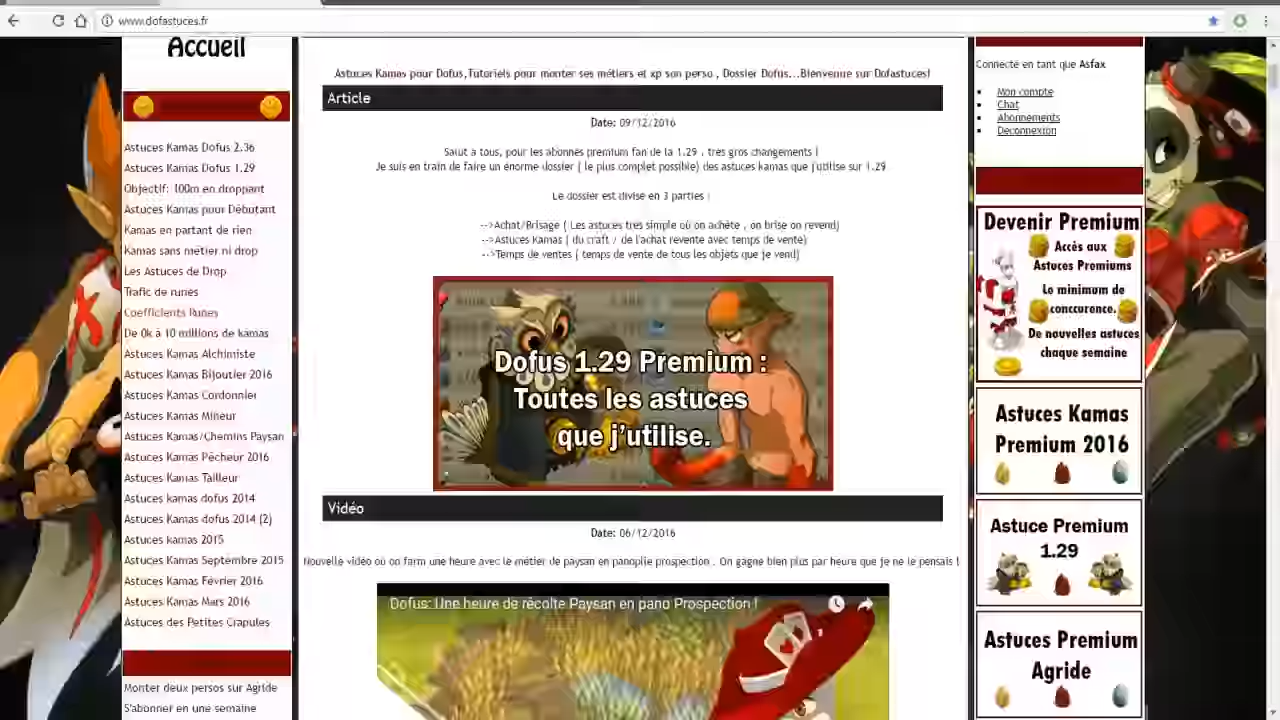 www.dofastuces.fr
Accueil
Astuces Kamas Dofus 2.36
Astuces Kamas Dofus 1.29
Objectif: 100m en droppant
Astuces Kamas pour Débutant
Kamas en partant de rien
Kamas sans métier ni drop
Les Astuces de Drop
Trafic de runes
Coefficients Runes
De 0k à 10 millions de kamas
Astuces Kamas Alchimiste
Astuces Kamas Bijoutier 2016
Astuces Kamas Cordonnier
Astuces Kamas Mineur
Astuces Kamas/Chemins Paysan
Astuces Kamas Pêcheur 2016
Astuces Kamas Tailleur
Astuces kamas dofus 2014
Astuces Kamas dofus 2014 (2)
Astuces kamas 2015
Astuces Kamas Septembre 2015
Astuces Kamas Février 2016
Astuces Kamas Mars 2016
Astuces des Petites Crapules
Monter deux persos sur Agride
S'abonner en une semaine
Astuces Kamas pour Dofus,Tutoriels pour monter ses métiers et xp son perso , Dossier Dofus...Bienvenue sur Dofastuces!
Article
Date: 09/12/2016
Salut a tous, pour les abonnés premium fan de la 1.29 , très gros changements !
Je suis en train de faire un énorme dossier ( le plus complet possible) des astuces kamas que j'utilise sur 1.29
Le dossier est divisé en 3 parties :
-->Achat/Brisage ( Les astuces très simple où on achète , on brise on revend)
-->Astuces Kamas ( du craft / de l'achat revente avec temps de vente)
-->Temps de ventes ( temps de vente de tous les objets que je vend)
Dofus 1.29 Premium :
Toutes les astuces
que j'utilise.
Vidéo
Date: 06/12/2016
Nouvelle vidéo où on farm une heure avec le métier de paysan en panoplie prospection . On gagne bien plus par heure que je ne le pensais !
Dofus: Une heure de récolte Paysan en pano Prospection !
Connecté en tant que Asfax
Mon compte
Chat
Abonnements
Deconnexion
Devenir Premium
Accès aux
Astuces Premiums
Le minimum de
conccurence.
De nouvelles astuces
chaque semaine
Astuces Kamas
Premium 2016
Astuce Premium
1.29
Astuces Premium
Agride